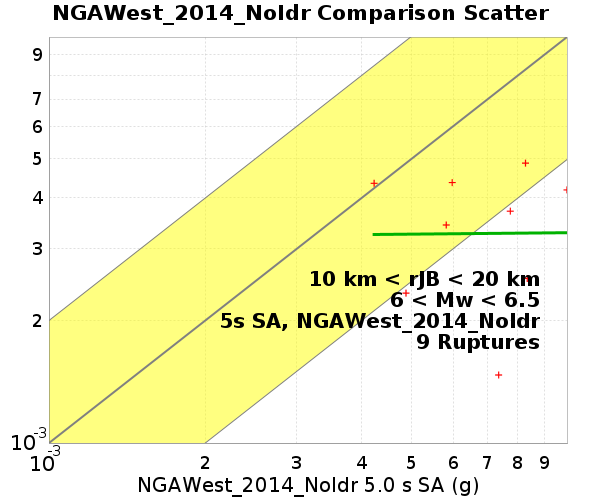 NGAWest_2014_NoIdr Comparison Scatter
9
7
6
5
4
3
2
10-3
10 km < rJB < 20 km
6 < Mw < 6.5
5s SA, NGAWest_2014_NoIdr
9 Ruptures
10-3 2 3 4 5 6 7 8 9
NGAWest_2014_NoIdr 5.0 s SA (g)